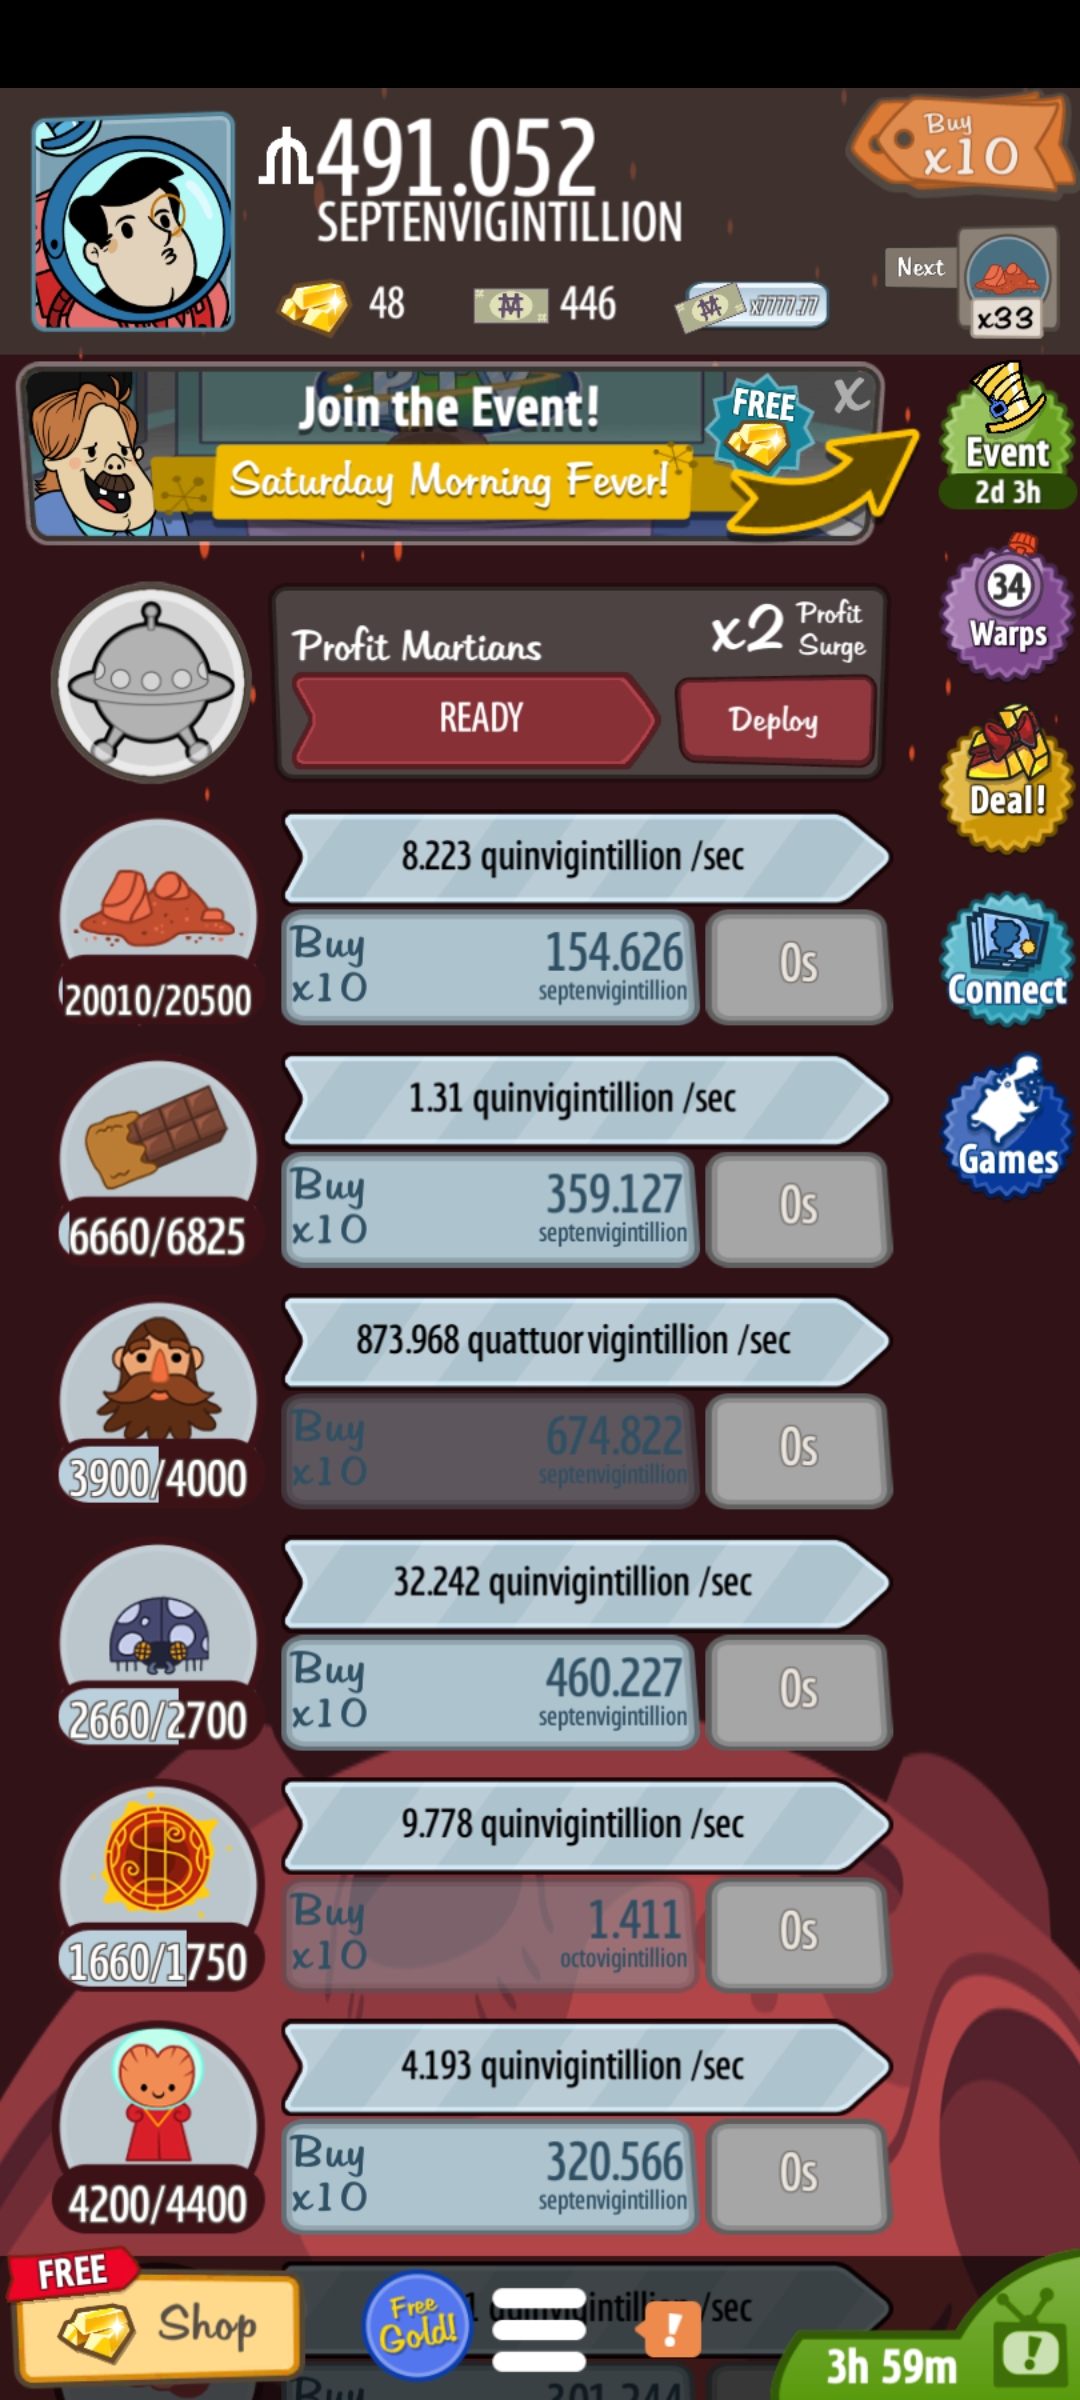 491.052
SEPTENVIGINTILLION
Buy
x10
48
446
x7777.77
Next
x33
Join the Event!
FREE
X
Saturday Morning Fever!
Event
2d 3h
34
Warps
Profit Martians
x2 Profit Surge
READY
Deploy
Deal!
8.223 quinvigintillion /sec
Buy x10
154.626
septenvigintillion
0s
20010/20500
Connect
1.31 quinvigintillion /sec
Buy x10
359.127
septenvigintillion
0s
6660/6825
Games
873.968 quattuorvigintillion /sec
Buy x10
674.822
septenvigintillion
0s
3900/4000
32.242 quinvigintillion /sec
Buy x10
460.227
septenvigintillion
0s
2660/2700
9.778 quinvigintillion /sec
Buy x10
1.411
octovigintillion
0s
1660/1750
4.193 quinvigintillion /sec
Buy x10
320.566
septenvigintillion
0s
4200/4400
FREE
Shop
Free Gold!
!
/sec
3h 59m
!